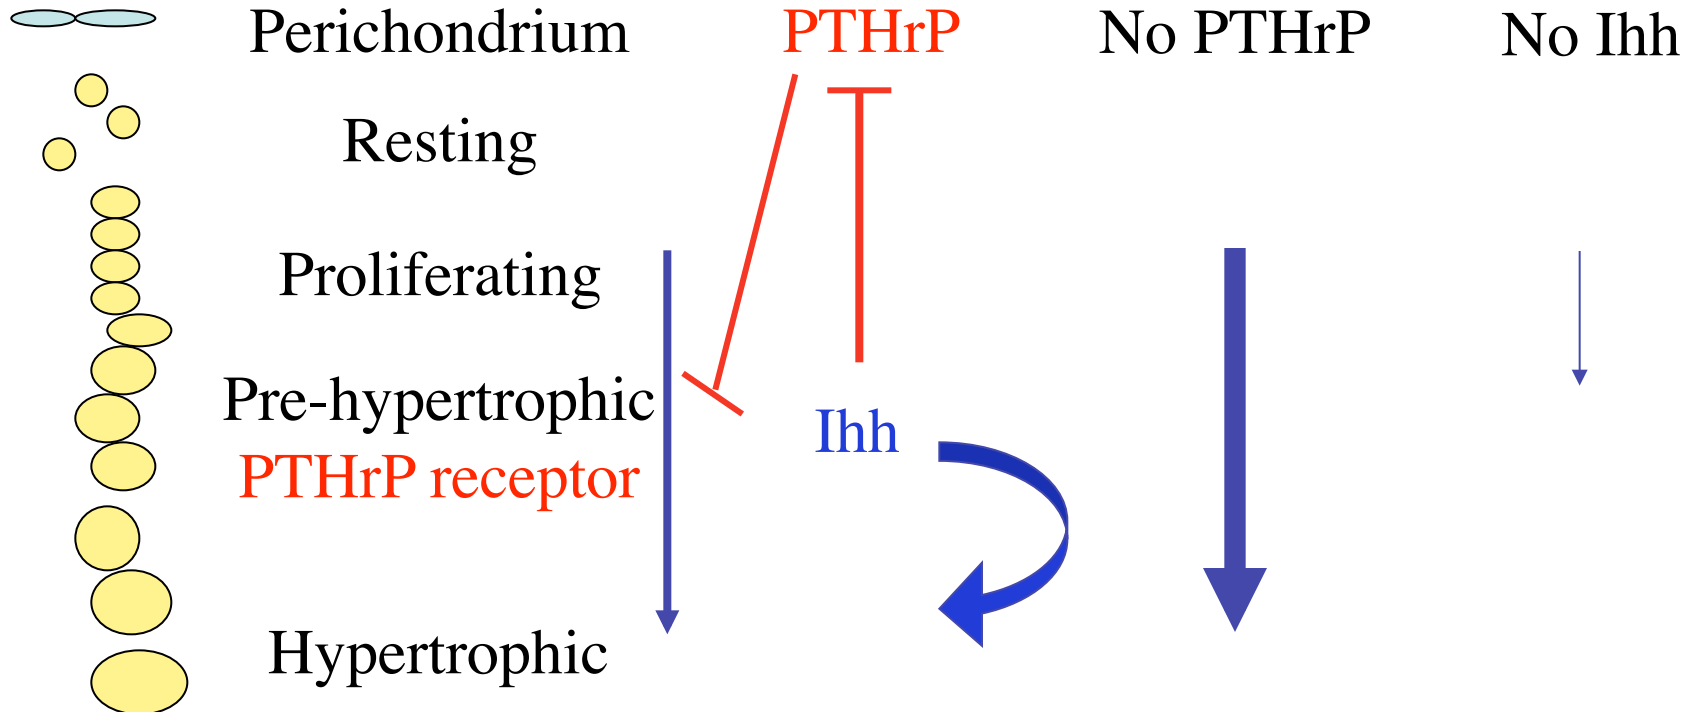 Perichondrium PTHrP No PTHrP No Ihh
Resting
Proliferating
Pre-hypertrophic
Ihh
PTHrP receptor
Hypertrophic